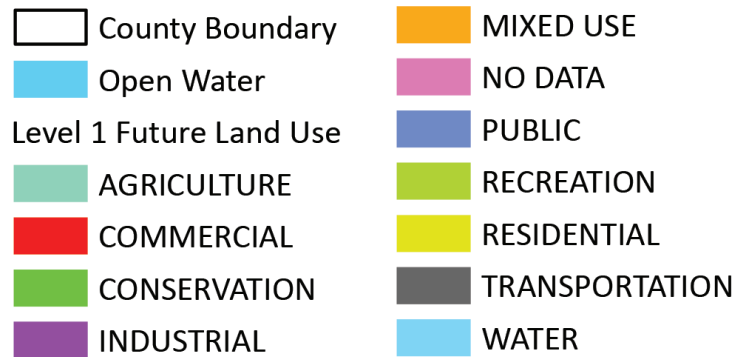 County Boundary
Open Water
Level 1 Future Land Use
AGRICULTURE
COMMERCIAL
CONSERVATION
INDUSTRIAL
MIXED USE
NO DATA
PUBLIC
RECREATION
RESIDENTIAL
TRANSPORTATION
WATER